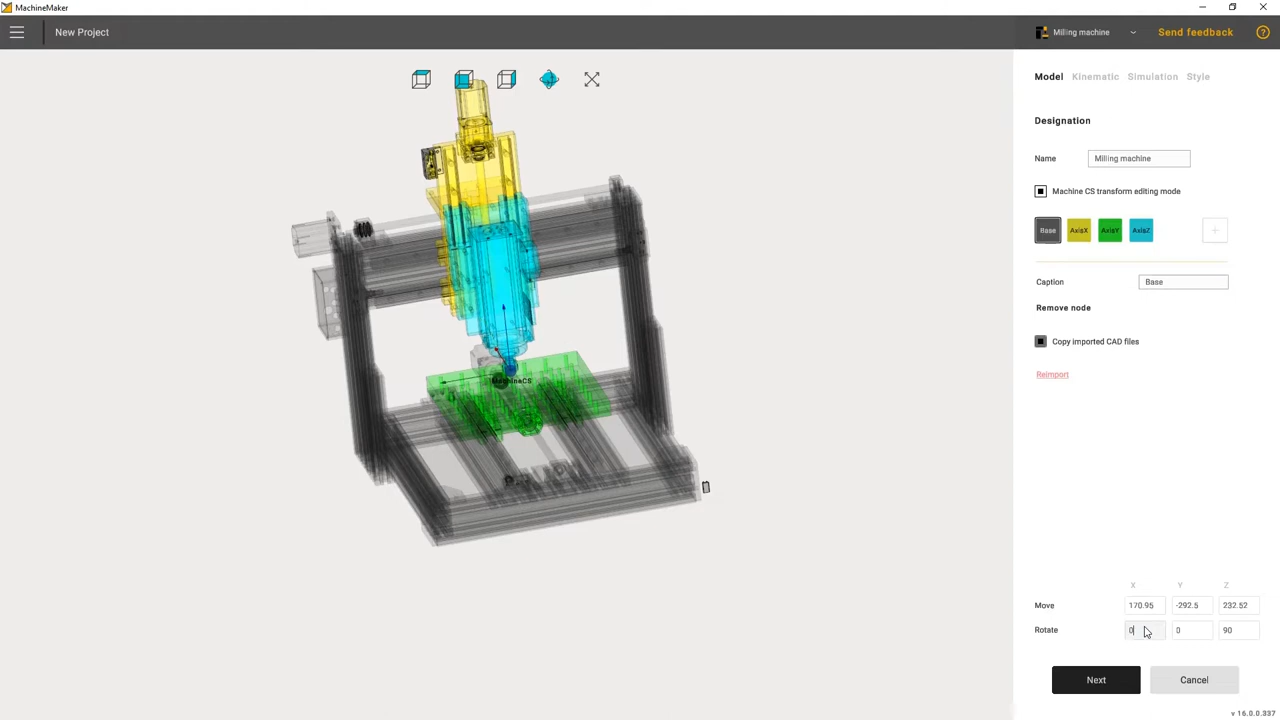 MachineMaker
New Project
Milling machine
Send feedback
?
Model Kinematic Simulation Style
Designation
Name Milling machine
Machine CS transform editing mode
Base AxisX AxisY AxisZ +
Caption Base
Remove node
Copy imported CAD files
Reimport
MachineCS
X Y Z
Move 170.95 -292.5 232.52
Rotate 0 0 90
Next Cancel
v 16.0.0.337